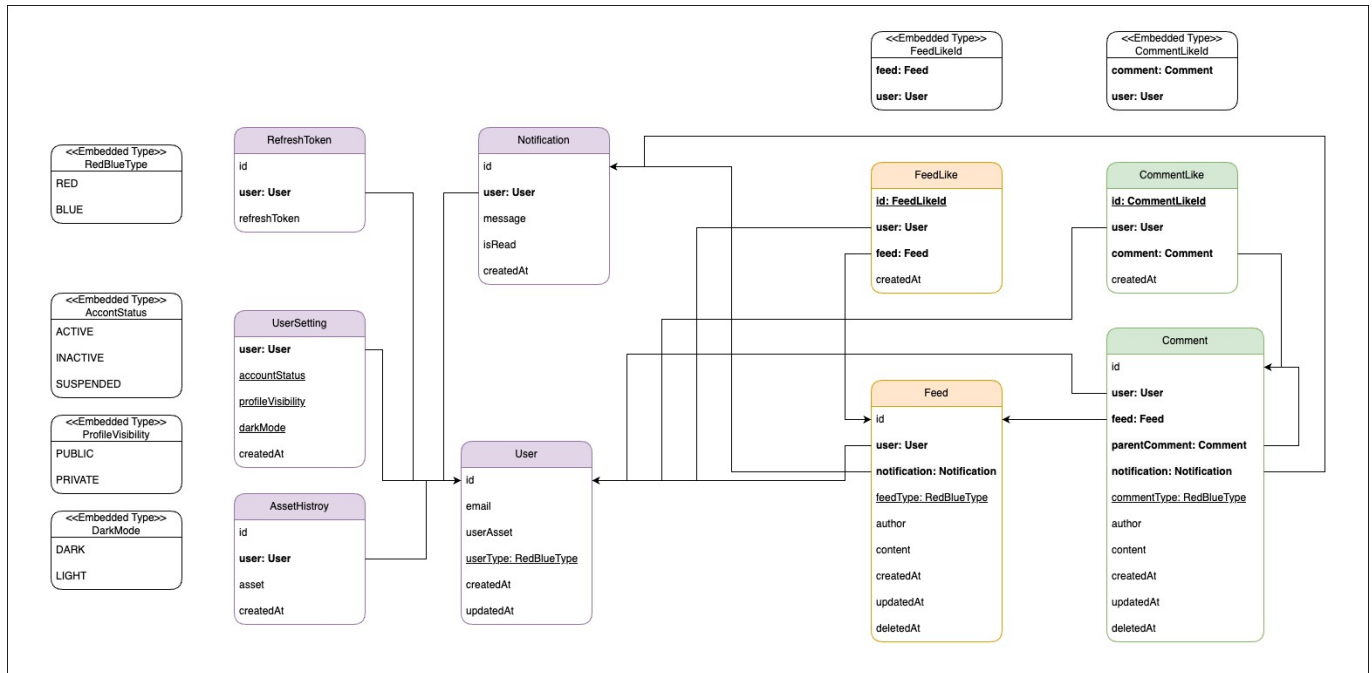 <<Embedded Type>>
FeedLikeId
feed: Feed
user: User
<<Embedded Type>>
CommentLikeId
comment: Comment
user: User
<<Embedded Type>>
RedBlueType
RED
BLUE
RefreshToken
id
user: User
refreshToken
Notification
id
user: User
message
isRead
createdAt
FeedLike
id: FeedLikeId
user: User
feed: Feed
createdAt
CommentLike
id: CommentLikeId
user: User
comment: Comment
createdAt
<<Embedded Type>>
AccontStatus
ACTIVE
INACTIVE
SUSPENDED
UserSetting
user: User
accountStatus
profileVisibility
darkMode
createdAt
<<Embedded Type>>
ProfileVisibility
PUBLIC
PRIVATE
<<Embedded Type>>
DarkMode
DARK
LIGHT
AssetHistroy
id
user: User
asset
createdAt
User
id
email
userAsset
userType: RedBlueType
createdAt
updatedAt
Feed
id
user: User
notification: Notification
feedType: RedBlueType
author
content
createdAt
updatedAt
deletedAt
Comment
id
user: User
feed: Feed
parentComment: Comment
notification: Notification
commentType: RedBlueType
author
content
createdAt
updatedAt
deletedAt